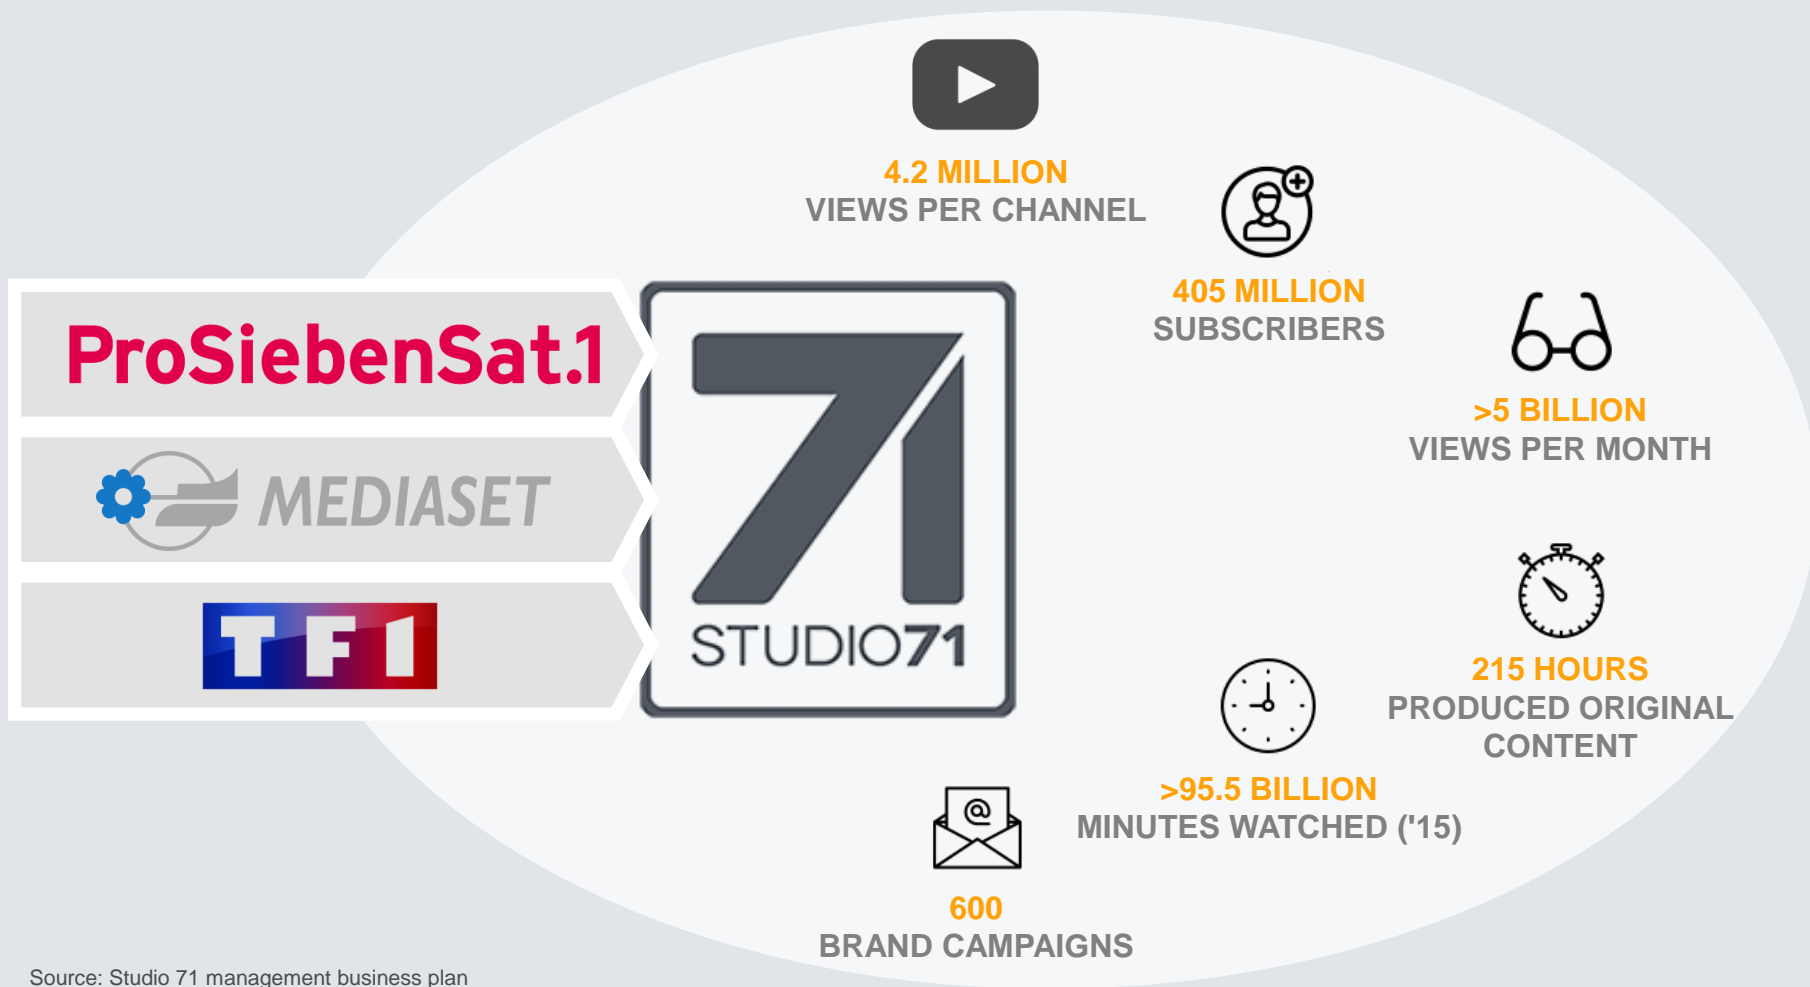 4.2 MILLION
VIEWS PER CHANNEL
405 MILLION
SUBSCRIBERS
>5 BILLION
VIEWS PER MONTH
ProSiebenSat.1
MEDIASET
TF1
71
STUDIO71
215 HOURS
PRODUCED ORIGINAL
CONTENT
>95.5 BILLION
MINUTES WATCHED ('15)
@
600
BRAND CAMPAIGNS
Source: Studio 71 management business plan